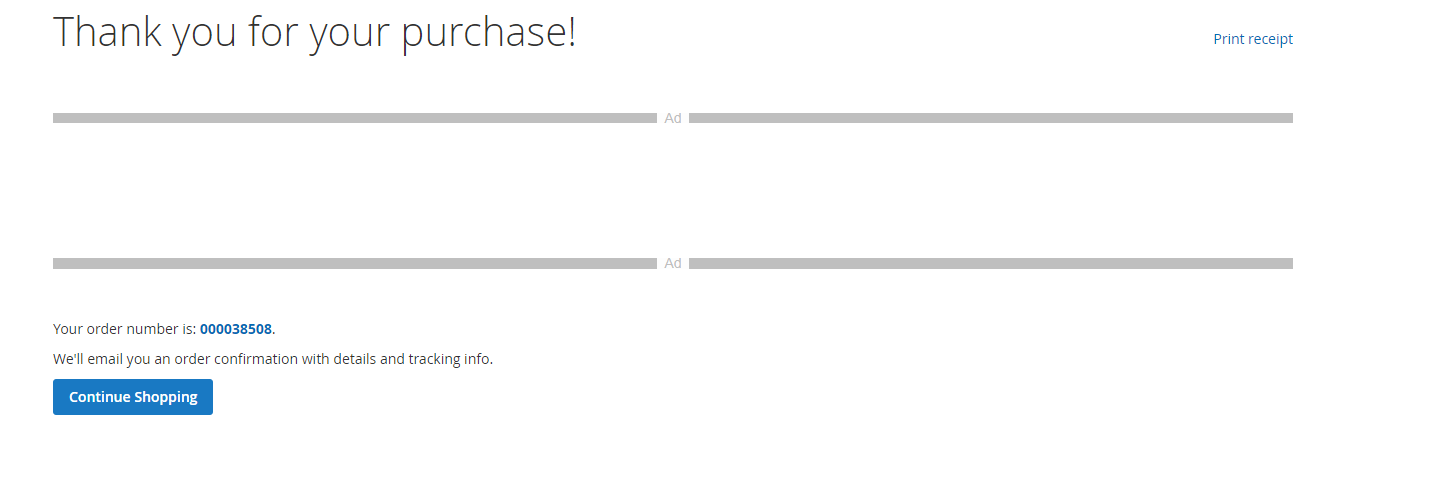 Thank you for your purchase!
Print receipt
Ad
Ad
Your order number is: 000038508.
We'll email you an order confirmation with details and tracking info.
Continue Shopping